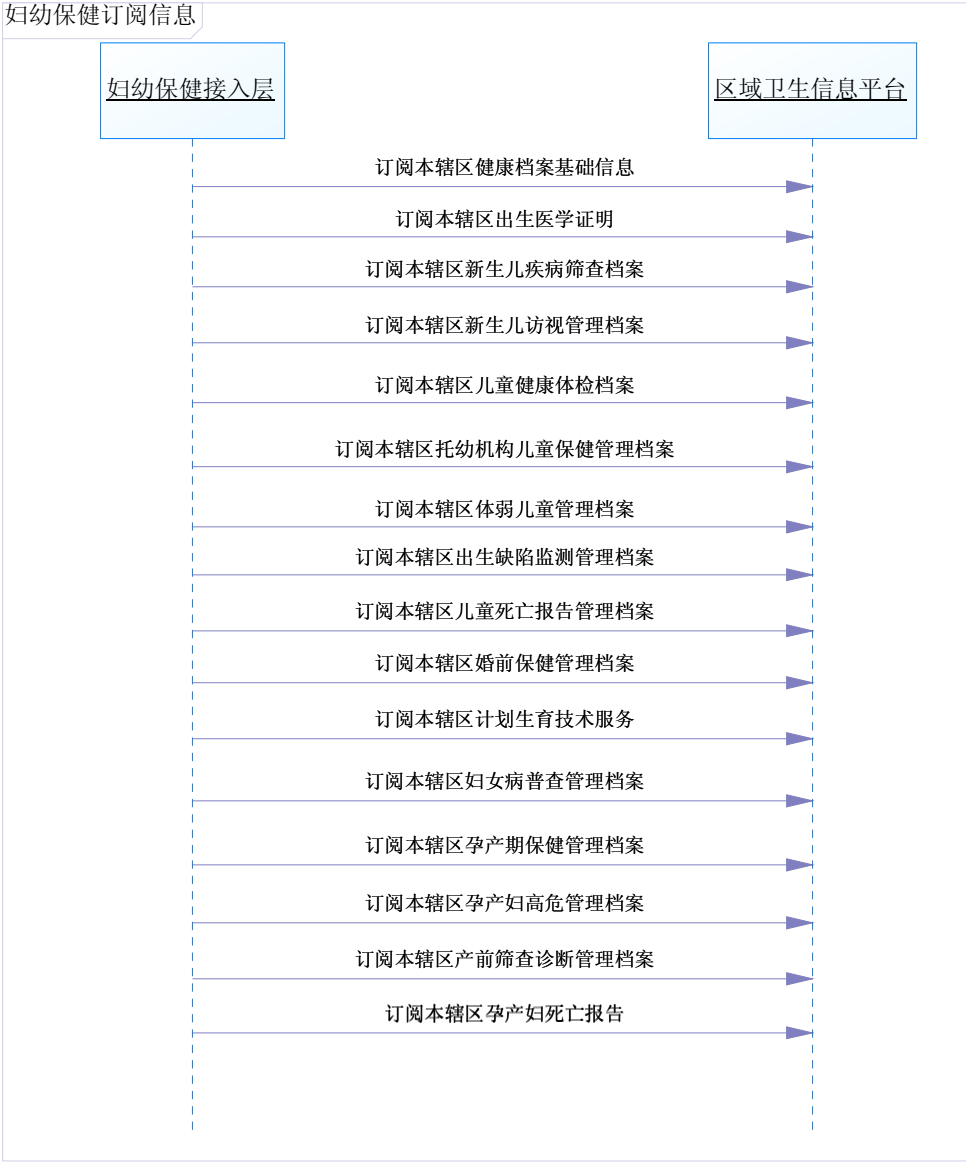 妇幼保健订阅信息
妇幼保健接入层
区域卫生信息平台
订阅本辖区健康档案基础信息
订阅本辖区出生医学证明
订阅本辖区新生儿疾病筛查档案
订阅本辖区新生儿访视管理档案
订阅本辖区儿童健康体检档案
订阅本辖区托幼机构儿童保健管理档案
订阅本辖区体弱儿童管理档案
订阅本辖区出生缺陷监测管理档案
订阅本辖区儿童死亡报告管理档案
订阅本辖区婚前保健管理档案
订阅本辖区计划生育技术服务
订阅本辖区妇女病普查管理档案
订阅本辖区孕产期保健管理档案
订阅本辖区孕产妇高危管理档案
订阅本辖区产前筛查诊断管理档案
订阅本辖区孕产妇死亡报告